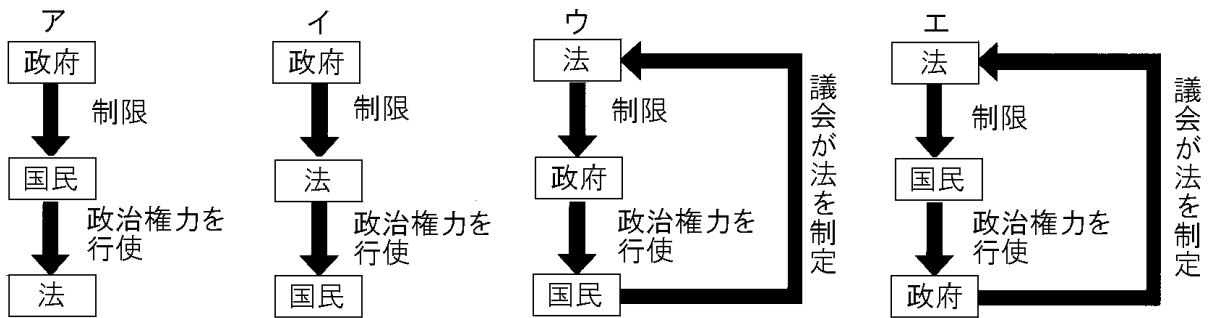 ア
政府
制限
国民
政治権力を
行使
法
イ
政府
制限
法
政治権力を
行使
国民
ウ
法
制限
政府
政治権力を
行使
国民
議会が法を制定
エ
法
制限
国民
政治権力を
行使
政府
議会が法を制定